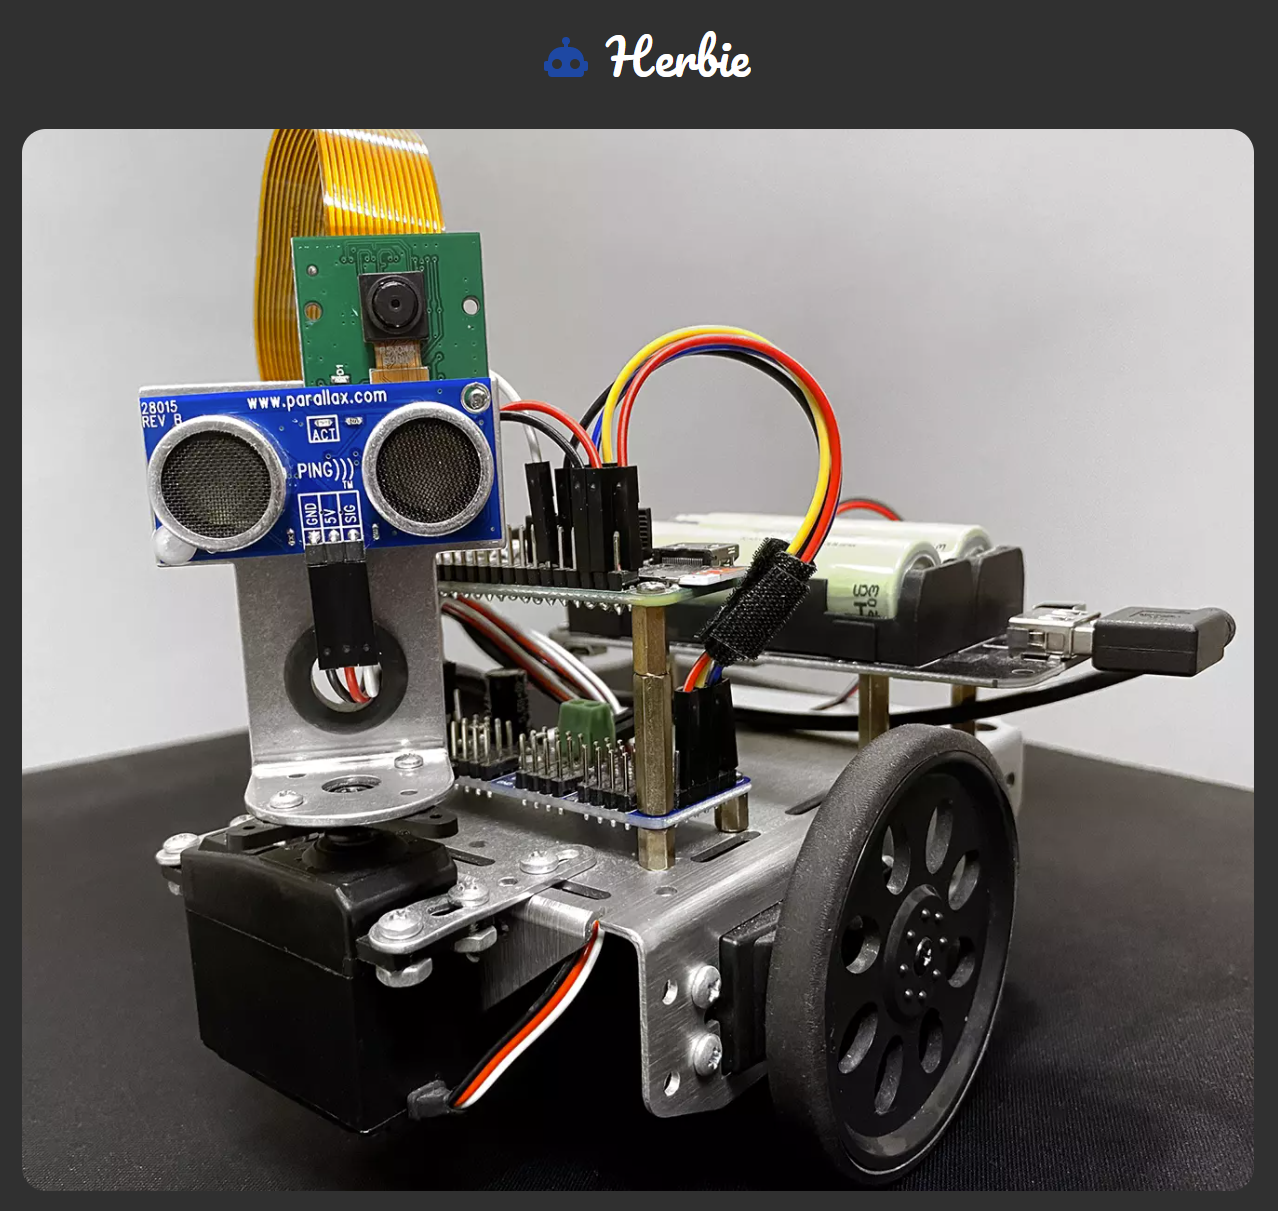 Herbie
www.parallax.com
28015
REV B
ACT
PING)))
TM
GND
5V
SIG